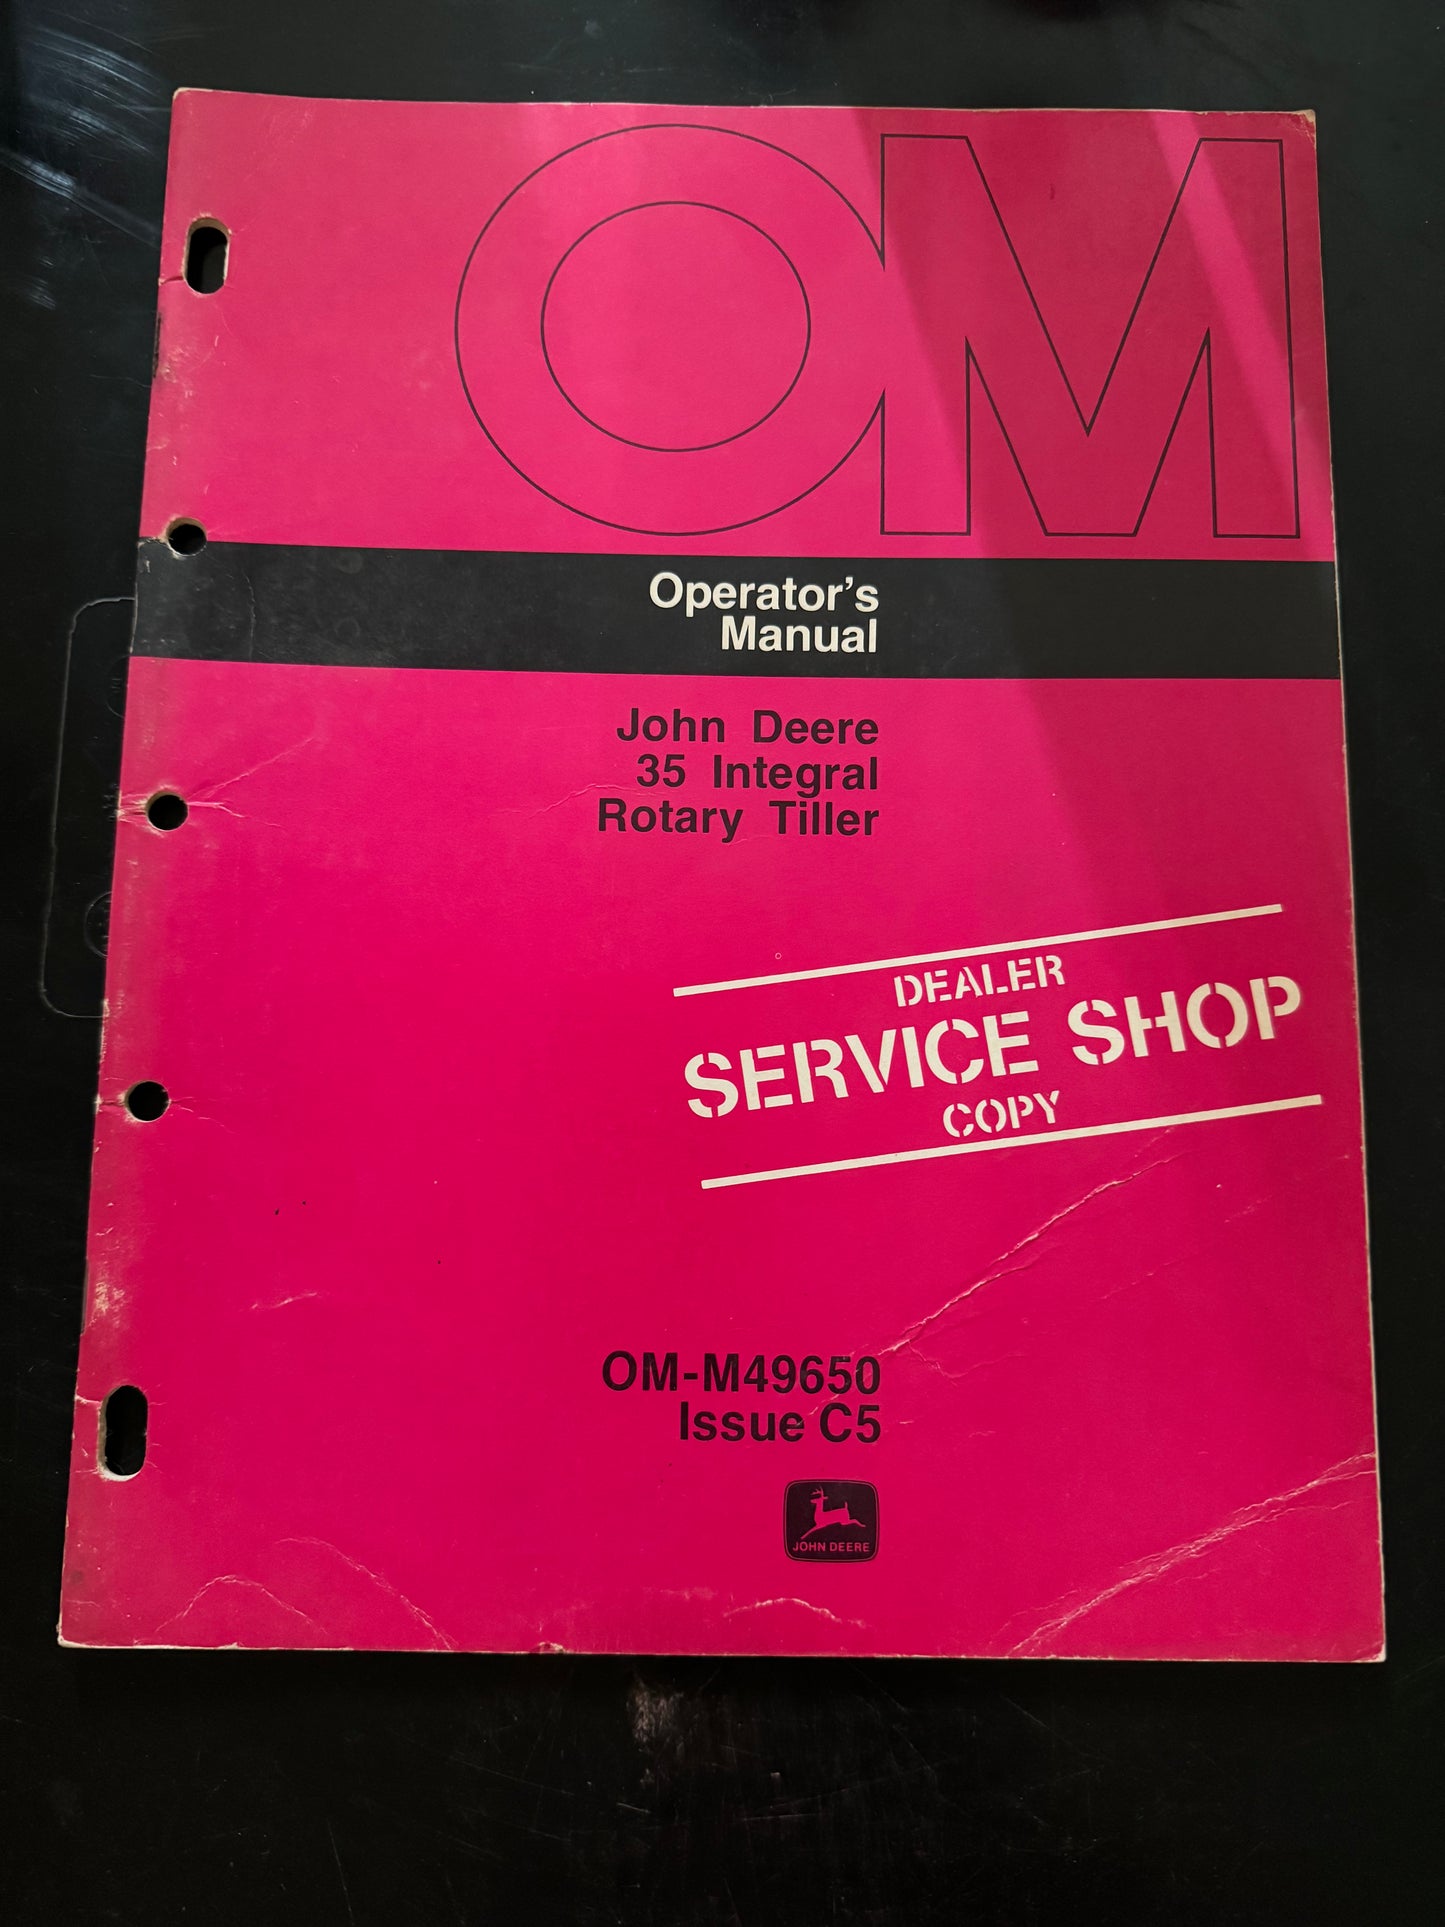 OM
Operator's
Manual
John Deere
35 Integral
Rotary Tiller
DEALER
SERVICE SHOP
COPY
OM-M49650
Issue C5
JOHN DEERE